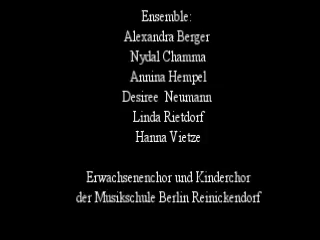 Ensemble:
Alexandra Berger
Nydal Chamma
Annina Hempel
Desiree Neumann
Linda Rietdorf
Hanna Vietze
Erwachsenenchor und Kinderchor
der Musikschule Berlin Reinickendorf